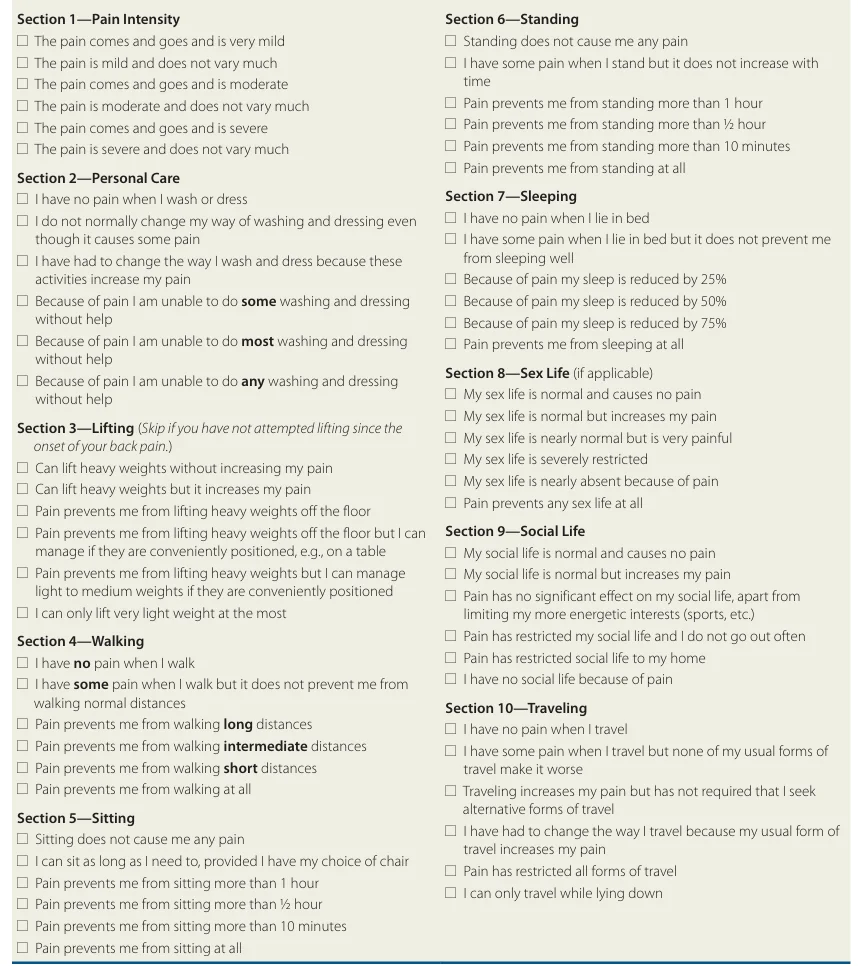 Section 1—Pain Intensity
☐ The pain comes and goes and is very mild
☐ The pain is mild and does not vary much
☐ The pain comes and goes and is moderate
☐ The pain is moderate and does not vary much
☐ The pain comes and goes and is severe
☐ The pain is severe and does not vary much
Section 2—Personal Care
☐ I have no pain when I wash or dress
☐ I do not normally change my way of washing and dressing even
though it causes some pain
☐ I have had to change the way I wash and dress because these
activities increase my pain
☐ Because of pain I am unable to do some washing and dressing
without help
☐ Because of pain I am unable to do most washing and dressing
without help
☐ Because of pain I am unable to do any washing and dressing
without help
Section 3—Lifting (Skip if you have not attempted lifting since the
onset of your back pain.)
☐ Can lift heavy weights without increasing my pain
☐ Can lift heavy weights but it increases my pain
☐ Pain prevents me from lifting heavy weights off the floor
☐ Pain prevents me from lifting heavy weights off the floor but I can
manage if they are conveniently positioned, e.g., on a table
☐ Pain prevents me from lifting heavy weights but I can manage
light to medium weights if they are conveniently positioned
☐ I can only lift very light weight at the most
Section 4—Walking
☐ I have no pain when I walk
☐ I have some pain when I walk but it does not prevent me from
walking normal distances
☐ Pain prevents me from walking long distances
☐ Pain prevents me from walking intermediate distances
☐ Pain prevents me from walking short distances
☐ Pain prevents me from walking at all
Section 5—Sitting
☐ Sitting does not cause me any pain
☐ I can sit as long as I need to, provided I have my choice of chair
☐ Pain prevents me from sitting more than 1 hour
☐ Pain prevents me from sitting more than ½ hour
☐ Pain prevents me from sitting more than 10 minutes
☐ Pain prevents me from sitting at all
Section 6—Standing
☐ Standing does not cause me any pain
☐ I have some pain when I stand but it does not increase with
time
☐ Pain prevents me from standing more than 1 hour
☐ Pain prevents me from standing more than ½ hour
☐ Pain prevents me from standing more than 10 minutes
☐ Pain prevents me from standing at all
Section 7—Sleeping
☐ I have no pain when I lie in bed
☐ I have some pain when I lie in bed but it does not prevent me
from sleeping well
☐ Because of pain my sleep is reduced by 25%
☐ Because of pain my sleep is reduced by 50%
☐ Because of pain my sleep is reduced by 75%
☐ Pain prevents me from sleeping at all
Section 8—Sex Life (if applicable)
☐ My sex life is normal and causes no pain
☐ My sex life is normal but increases my pain
☐ My sex life is nearly normal but is very painful
☐ My sex life is severely restricted
☐ My sex life is nearly absent because of pain
☐ Pain prevents any sex life at all
Section 9—Social Life
☐ My social life is normal and causes no pain
☐ My social life is normal but increases my pain
☐ Pain has no significant effect on my social life, apart from
limiting my more energetic interests (sports, etc.)
☐ Pain has restricted my social life and I do not go out often
☐ Pain has restricted social life to my home
☐ I have no social life because of pain
Section 10—Traveling
☐ I have no pain when I travel
☐ I have some pain when I travel but none of my usual forms of
travel make it worse
☐ Traveling increases my pain but has not required that I seek
alternative forms of travel
☐ I have had to change the way I travel because my usual form of
travel increases my pain
☐ Pain has restricted all forms of travel
☐ I can only travel while lying down